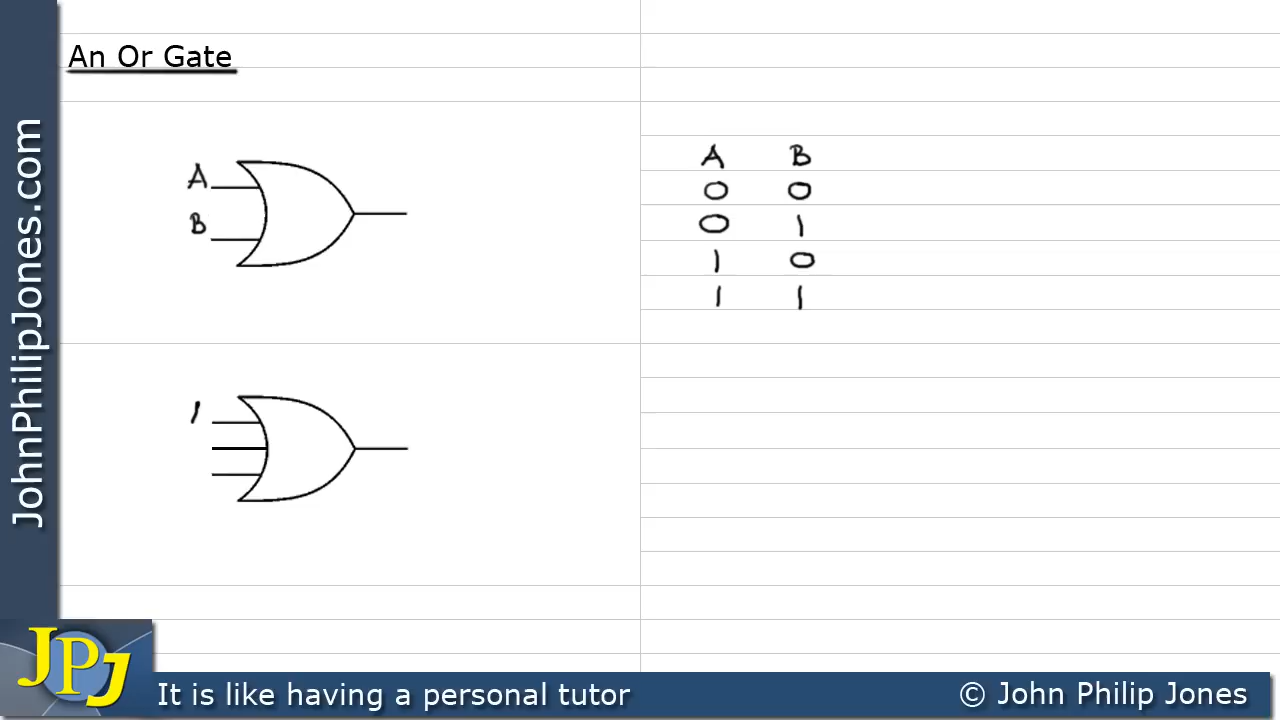 An Or Gate
A
B
A B
0 0
0 1
1 0
1 1
1
JohnPhilipJones.com
JPJ
It is like having a personal tutor
© John Philip Jones